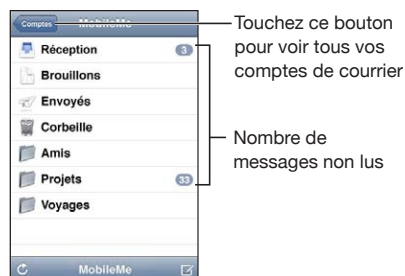 Comptes MobileMe
Touchez ce bouton
pour voir tous vos
comptes de courrier
Réception 3
Brouillons
Envoyés
Corbeille
Amis
Projets 33
Voyages
Nombre de
messages non lus
MobileMe